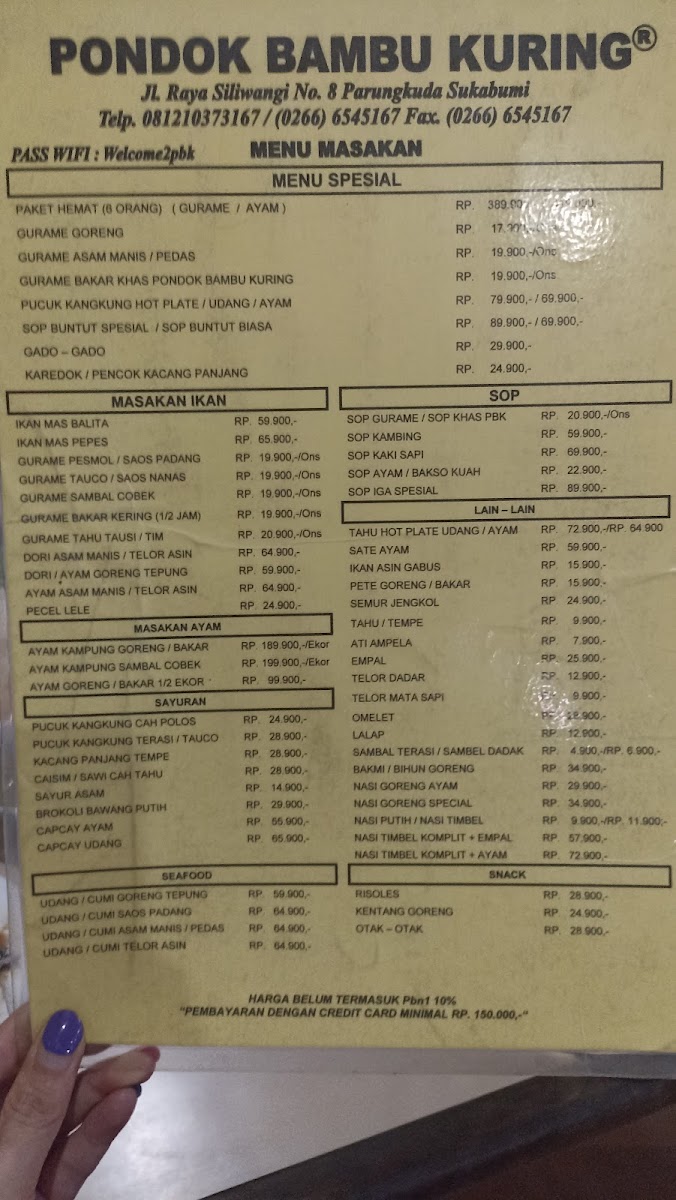 PONDOK BAMBU KURING®
Jl. Raya Siliwangi No. 8 Parungkuda Sukabumi
Telp. 081210373167 / (0266) 6545167 Fax. (0266) 6545167
PASS WIFI : Welcome2pbk
MENU MASAKAN
MENU SPESIAL
PAKET HEMAT (6 ORANG) ( GURAME / AYAM ) RP.
GURAME GORENG RP.
GURAME ASAM MANIS / PEDAS RP. 19.900,-/Ons
GURAME BAKAR KHAS PONDOK BAMBU KURING RP. 19.900,-/Ons
PUCUK KANGKUNG HOT PLATE / UDANG / AYAM RP. 79.900,- / 69.900,-
SOP BUNTUT SPESIAL / SOP BUNTUT BIASA RP. 89.900,- / 69.900,-
GADO – GADO RP. 29.900,-
KAREDOK / PENCOK KACANG PANJANG RP. 24.900,-
MASAKAN IKAN
IKAN MAS BALITA RP. 59.900,-
IKAN MAS PEPES RP. 65.900,-
GURAME PESMOL / SAOS PADANG RP. 19.900,-/Ons
GURAME TAUCO / SAOS NANAS RP. 19.900,-/Ons
GURAME SAMBAL COBEK RP. 19.900,-/Ons
GURAME BAKAR KERING (1/2 JAM) RP. 19.900,-/Ons
GURAME TAHU TAUSI / TIM RP. 20.900,-/Ons
DORI ASAM MANIS / TELOR ASIN RP. 64.900,-
DORI / AYAM GORENG TEPUNG RP. 59.900,-
AYAM ASAM MANIS / TELOR ASIN RP. 64.900,-
PECEL LELE RP. 24.900,-
MASAKAN AYAM
AYAM KAMPUNG GORENG / BAKAR RP. 189.900,-/Ekor
AYAM KAMPUNG SAMBAL COBEK RP. 199.900,-/Ekor
AYAM GORENG / BAKAR 1/2 EKOR RP. 99.900,-
SAYURAN
PUCUK KANGKUNG CAH POLOS RP. 24.900,-
PUCUK KANGKUNG TERASI / TAUCO RP. 28.900,-
KACANG PANJANG TEMPE RP. 28.900,-
CAISIM / SAWI CAH TAHU RP. 28.900,-
SAYUR ASAM RP. 14.900,-
BROKOLI BAWANG PUTIH RP. 29.900,-
CAPCAY AYAM RP. 55.900,-
CAPCAY UDANG RP. 65.900,-
SEAFOOD
UDANG / CUMI GORENG TEPUNG RP. 59.900,-
UDANG / CUMI SAOS PADANG RP. 64.900,-
UDANG / CUMI ASAM MANIS / PEDAS RP. 64.900,-
UDANG / CUMI TELOR ASIN RP. 64.900,-
SOP
SOP GURAME / SOP KHAS PBK RP. 20.900,-/Ons
SOP KAMBING RP. 59.900,-
SOP KAKI SAPI RP. 69.900,-
SOP AYAM / BAKSO KUAH RP. 22.900,-
SOP IGA SPESIAL RP. 89.900,-
LAIN – LAIN
TAHU HOT PLATE UDANG / AYAM RP. 72.900,-/RP. 64 900
SATE AYAM RP. 59.900,-
IKAN ASIN GABUS RP. 15.900,-
PETE GORENG / BAKAR RP. 15.900,-
SEMUR JENGKOL RP. 24.900,-
TAHU / TEMPE RP. 9.900,-
ATI AMPELA RP. 7.900,-
EMPAL RP. 25.900,-
TELOR DADAR RP. 12.900,-
TELOR MATA SAPI 9.900,-
OMELET
LALAP RP. 12.900,-
SAMBAL TERASI / SAMBEL DADAK RP. 4.900,-/RP. 6.900,-
BAKMI / BIHUN GORENG RP. 34.900,-
NASI GORENG AYAM RP. 29.900,-
NASI GORENG SPECIAL RP. 34.900,-
NASI PUTIH / NASI TIMBEL RP. 9.900,-/RP. 11.900,-
NASI TIMBEL KOMPLIT + EMPAL RP. 57.900,-
NASI TIMBEL KOMPLIT + AYAM RP. 72.900,-
SNACK
RISOLES RP. 28.900,-
KENTANG GORENG RP. 24.900,-
OTAK – OTAK RP. 28.900,-
HARGA BELUM TERMASUK Pbn1 10%
"PEMBAYARAN DENGAN CREDIT CARD MINIMAL RP. 150.000,-"